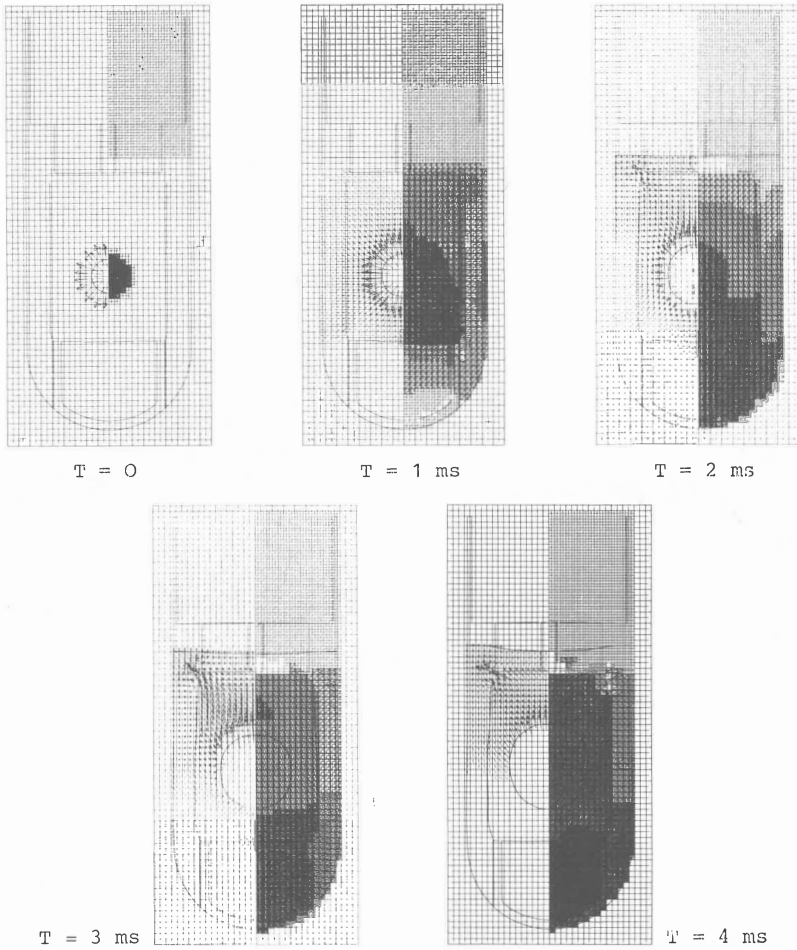 T = 0
T = 1 ms
T = 2 ms
T = 3 ms
T = 4 ms